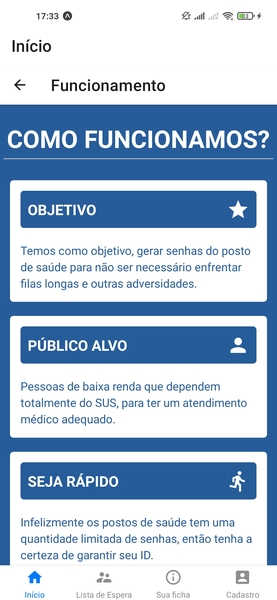 17:33
Início
Funcionamento
COMO FUNCIONAMOS?
OBJETIVO
Temos como objetivo, gerar senhas do posto
de saúde para não ser necessário enfrentar
filas longas e outras adversidades.
PÚBLICO ALVO
Pessoas de baixa renda que dependem
totalmente do SUS, para ter um atendimento
médico adequado.
SEJA RÁPIDO
Infelizmente os postos de saúde tem uma
quantidade limitada de senhas, então tenha a
certeza de garantir seu ID.
Início
Lista de Espera
Sua ficha
Cadastro